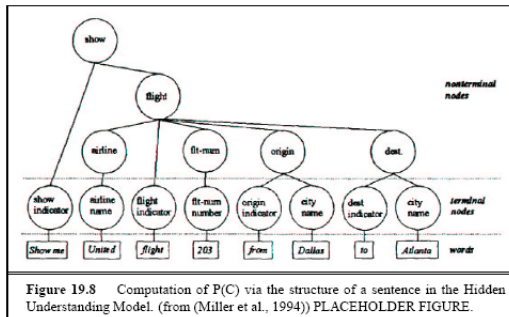 show
nonterminal
nodes
flight
airline
flt-num
origin
dest.
show
indicator
airline
name
flight
indicator
flt-num
number
origin
indicator
city
name
dest
indicator
city
name
terminal
nodes
Show me
United
flight
203
from
Dallas
to
Atlanta
words
Figure 19.8 Computation of P(C) via the structure of a sentence in the Hidden
Understanding Model. (from (Miller et al., 1994)) PLACEHOLDER FIGURE.